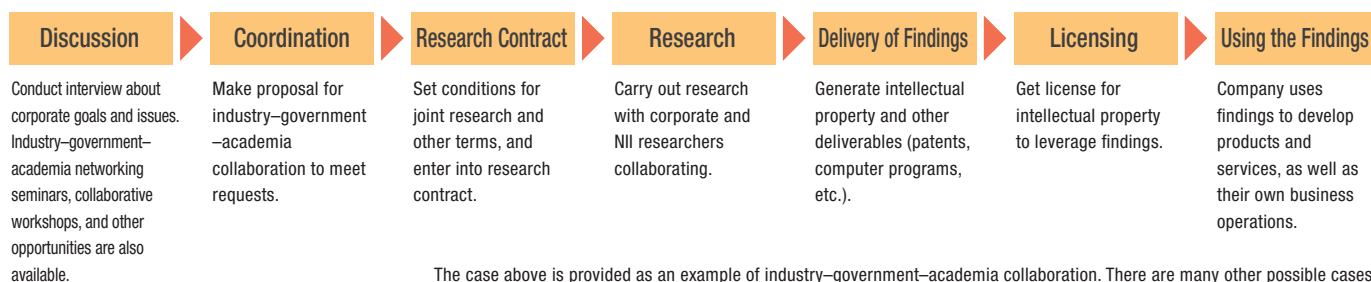 Discussion
Conduct interview about
corporate goals and issues.
Industry–government–
academia networking
seminars, collaborative
workshops, and other
opportunities are also
available.
Coordination
Make proposal for
industry–government
–academia
collaboration to meet
requests.
Research Contract
Set conditions for
joint research and
other terms, and
enter into research
contract.
Research
Carry out research
with corporate and
NII researchers
collaborating.
Delivery of Findings
Generate intellectual
property and other
deliverables (patents,
computer programs,
etc.).
Licensing
Get license for
intellectual property
to leverage findings.
Using the Findings
Company uses
findings to develop
products and
services, as well as
their own business
operations.
The case above is provided as an example of industry–government–academia collaboration. There are many other possible cases